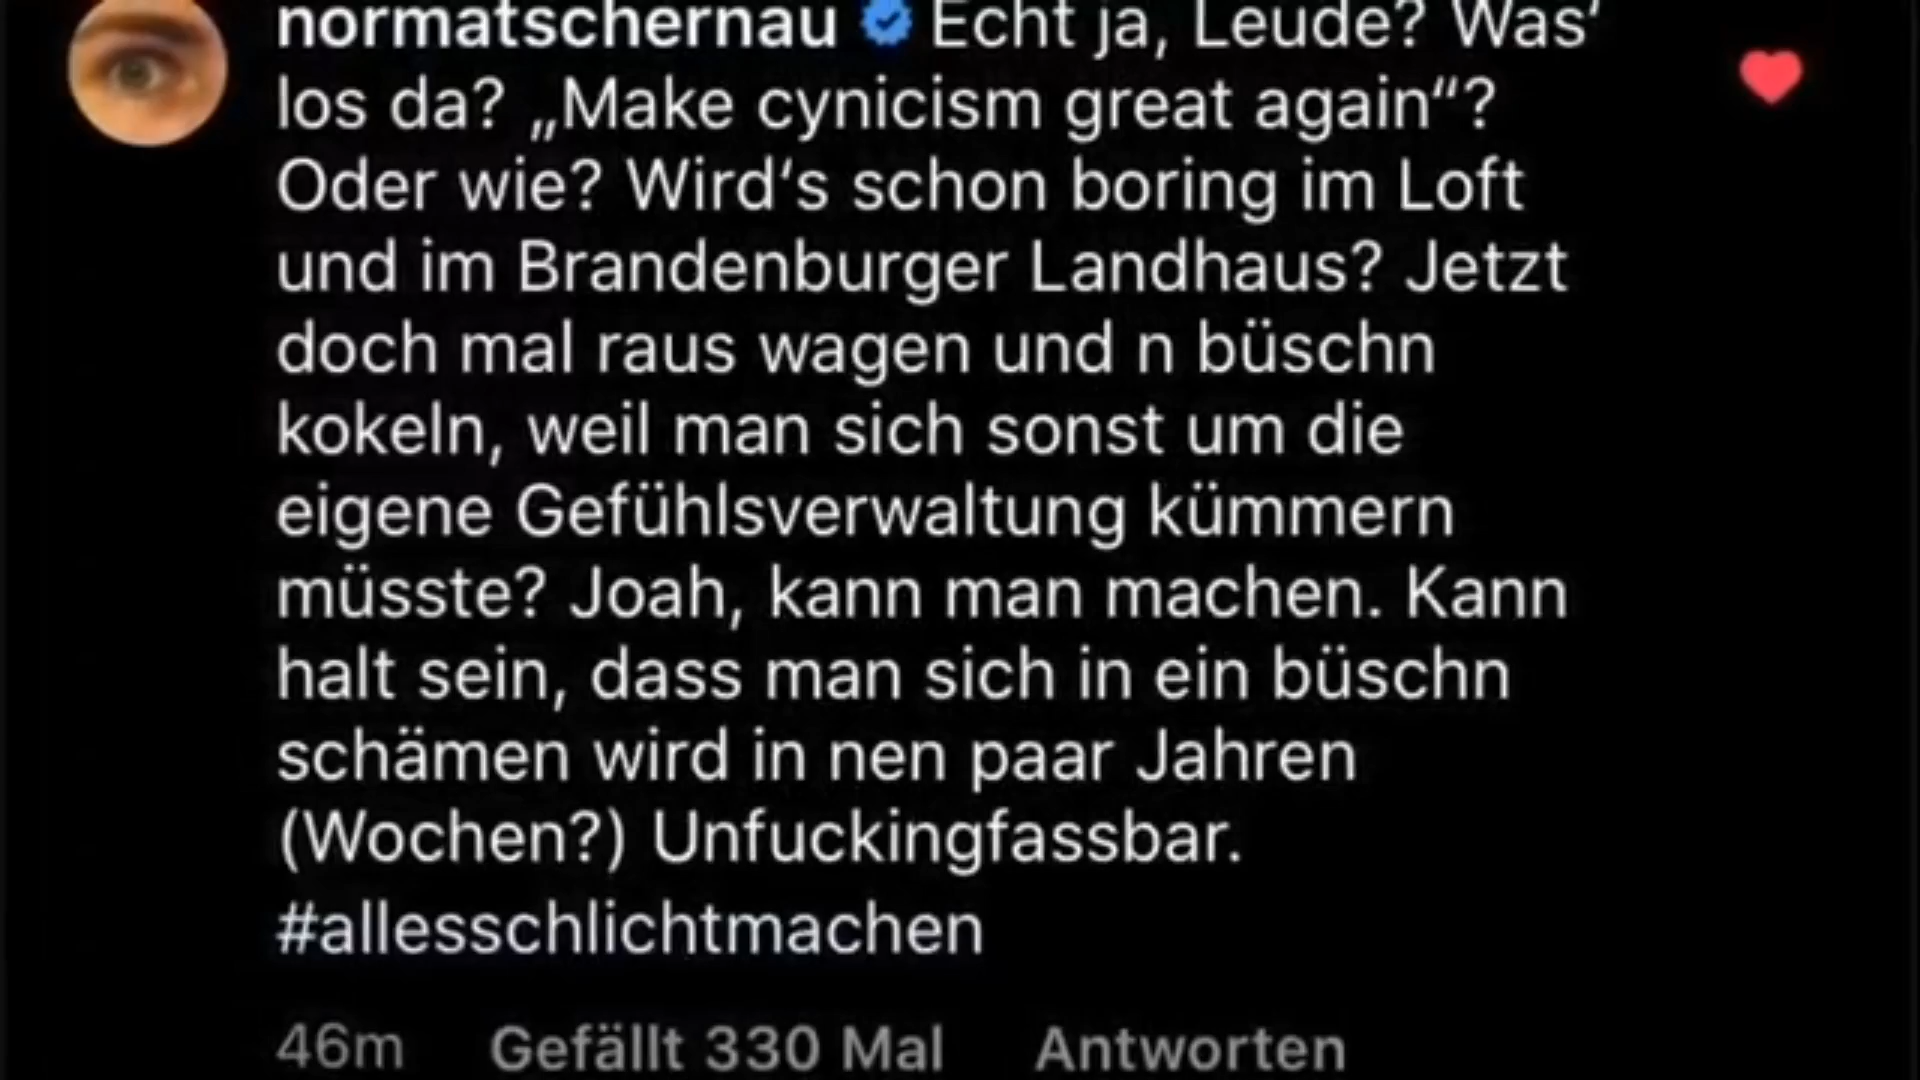 normatschernau Echt ja, Leude? Was‘
los da? „Make cynicism great again“?
Oder wie? Wird‘s schon boring im Loft
und im Brandenburger Landhaus? Jetzt
doch mal raus wagen und n büschn
kokeln, weil man sich sonst um die
eigene Gefühlsverwaltung kümmern
müsste? Joah, kann man machen. Kann
halt sein, dass man sich in ein büschn
schämen wird in nen paar Jahren
(Wochen?) Unfuckingfassbar.
#allesschlichtmachen
46m Gefällt 330 Mal Antworten